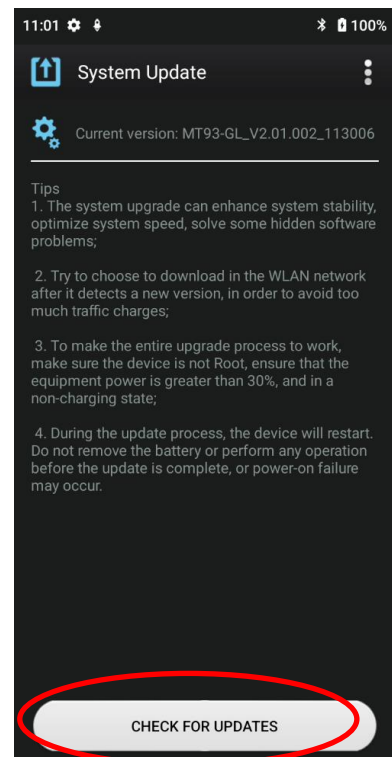 11:01 100%
System Update
Current version: MT93-GL_V2.01.002_113006
Tips
1. The system upgrade can enhance system stability,
optimize system speed, solve some hidden software
problems;
2. Try to choose to download in the WLAN network
after it detects a new version, in order to avoid too
much traffic charges;
3. To make the entire upgrade process to work,
make sure the device is not Root, ensure that the
equipment power is greater than 30%, and in a
non-charging state;
4. During the update process, the device will restart.
Do not remove the battery or perform any operation
before the update is complete, or power-on failure
may occur.
CHECK FOR UPDATES